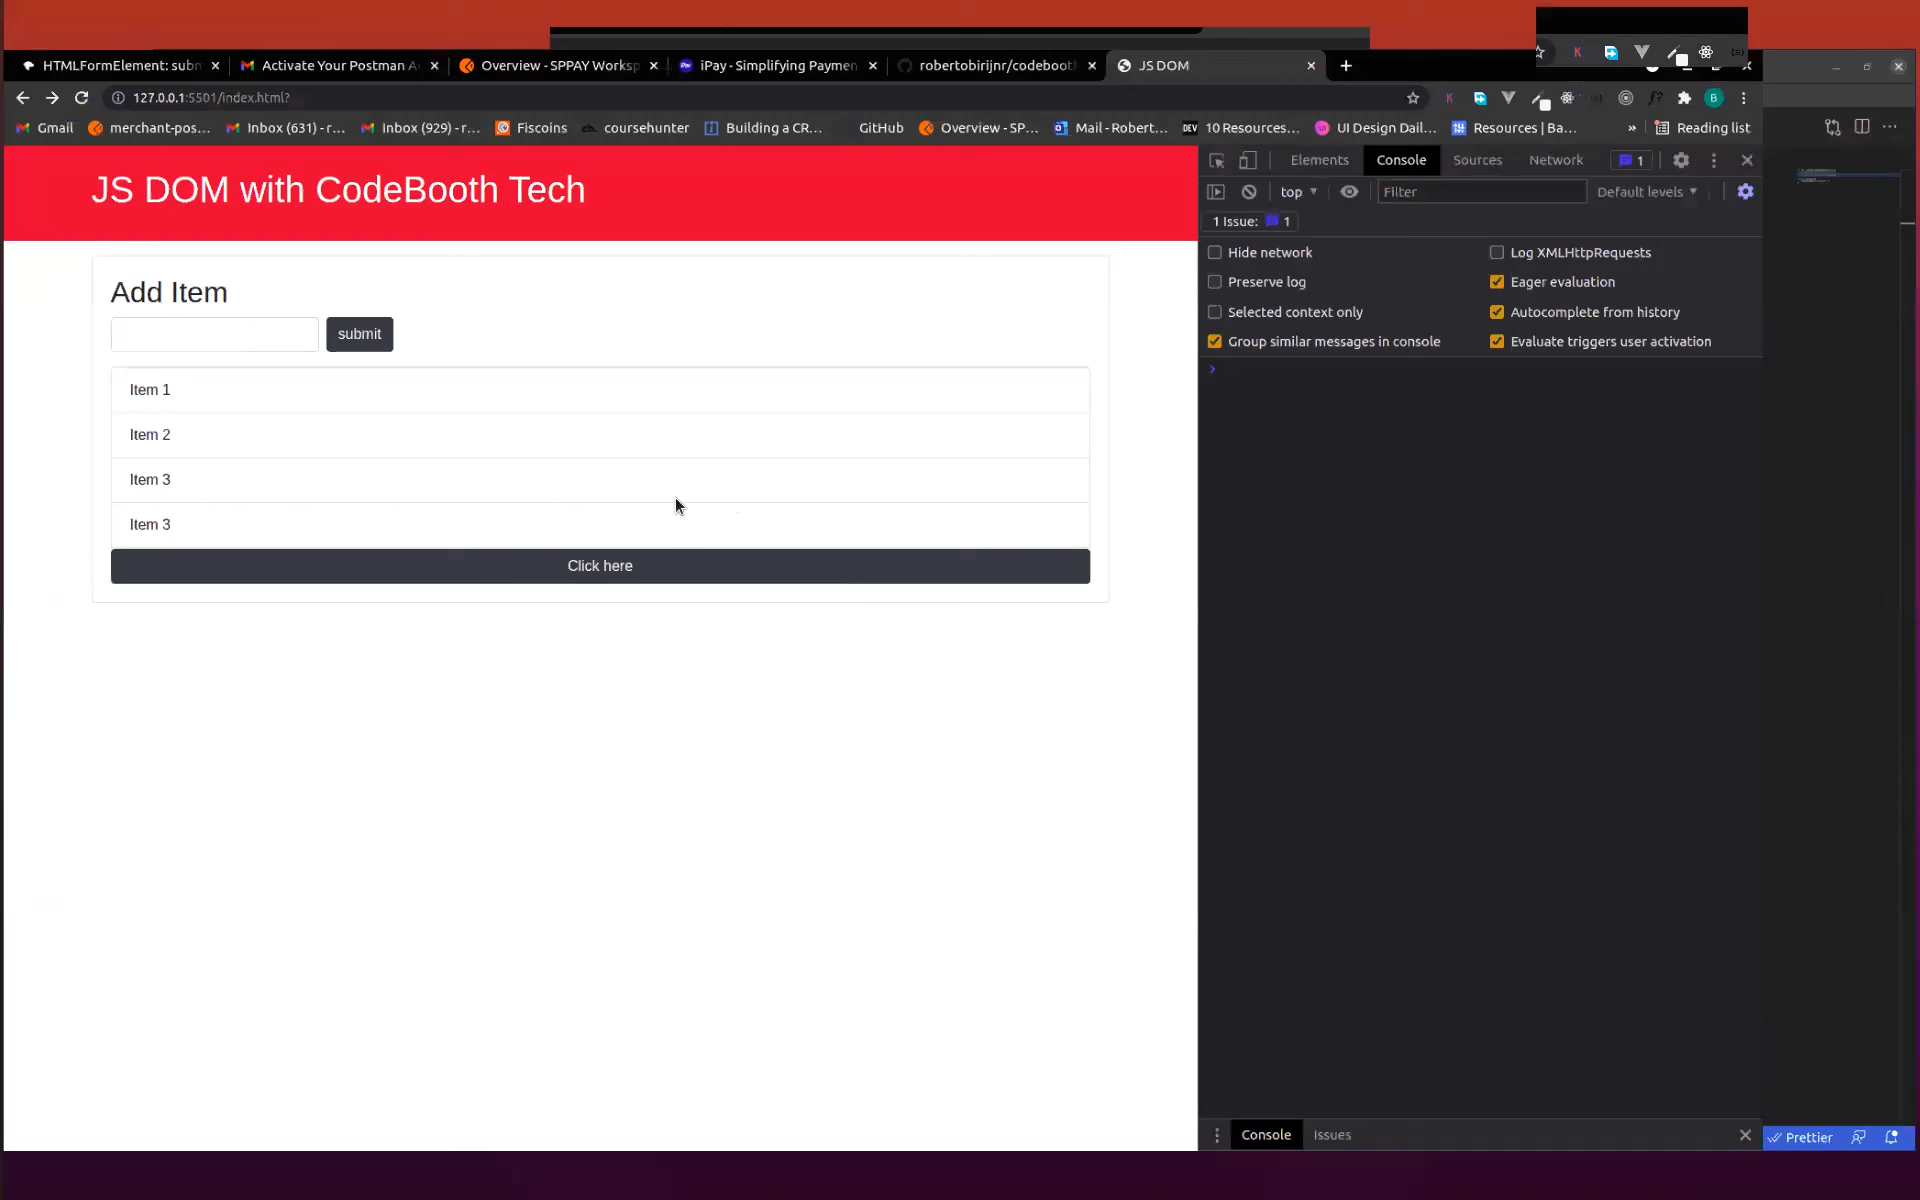 HTMLFormElement: subm
Activate Your Postman A
Overview - SPPAY Worksp
iPay - Simplifying Paymen
robertobirijnr/codebooth
JS DOM
127.0.0.1:5501/index.html?
Gmail
merchant-pos...
Inbox (631) - r...
Inbox (929) - r...
Fiscoins
ch.
coursehunter
Building a CR...
GitHub
Overview - SP...
Mail - Robert...
DEV
10 Resources...
UI Design Dail...
Resources | Ba...
»
Reading list
JS DOM with CodeBooth Tech
Add Item
submit
Item 1
Item 2
Item 3
Item 3
Click here
Elements
Console
Sources
Network
1
top
Filter
Default levels
1 Issue:
1
Hide network
Log XMLHttpRequests
Preserve log
Eager evaluation
Selected context only
Autocomplete from history
Group similar messages in console
Evaluate triggers user activation
Console
Issues
Prettier